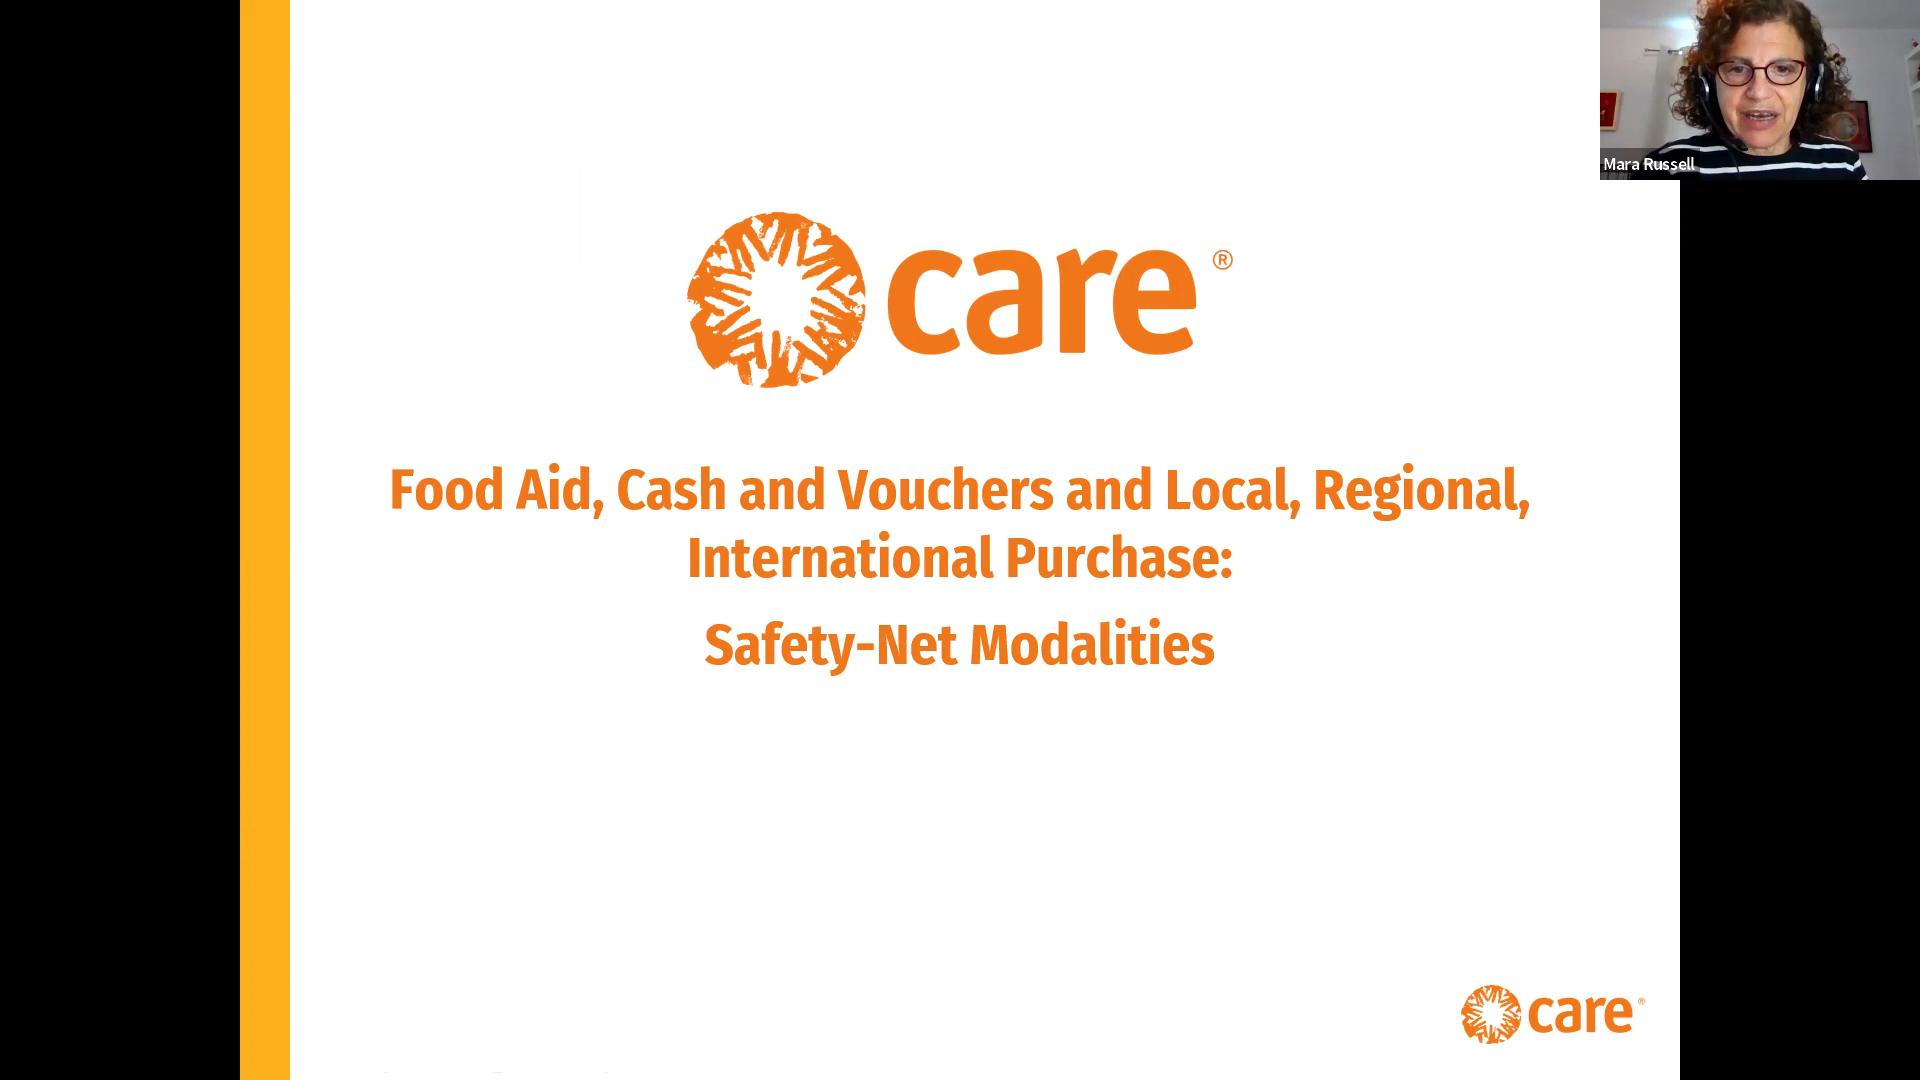 Mara Russell
care®
Food Aid, Cash and Vouchers and Local, Regional,
International Purchase:
Safety-Net Modalities
care®